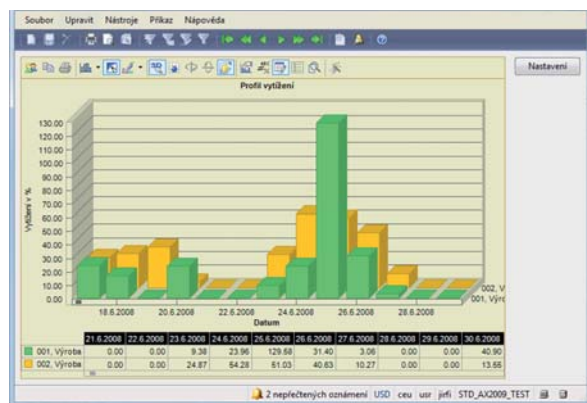 Soubor Upravit Nástroje Příkaz Nápověda
Nastavení
Profil vytížení
Vytížení v %
130.00
120.00
110.00
100.00
90.00
80.00
70.00
60.00
50.00
40.00
30.00
20.00
10.00
0.00
002, V
001, Výro
18.6.2008 20.6.2008 22.6.2008 24.6.2008 26.6.2008 28.6.2008
Datum
21.6.2008 22.6.2008 23.6.2008 24.6.2008 25.6.2008 26.6.2008 27.6.2008 28.6.2008 29.6.2008 30.6.2008
001, Výroba 0.00 0.00 9.38 23.96 129.58 31.40 3.06 0.00 0.00 40.90
002, Výroba 0.00 0.00 24.87 54.28 51.03 40.63 10.27 0.00 0.00 13.55
2 nepřečtených oznámení USD ceu usr jirfi STD_AX2009_TEST